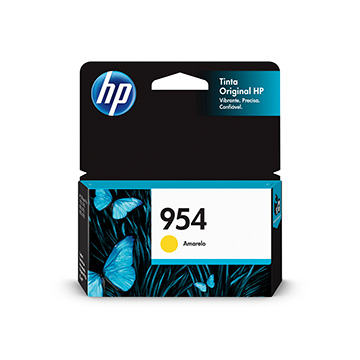 hp
Tinta
Original HP
Vibrante. Precisa.
Confiável.
954
Amarelo